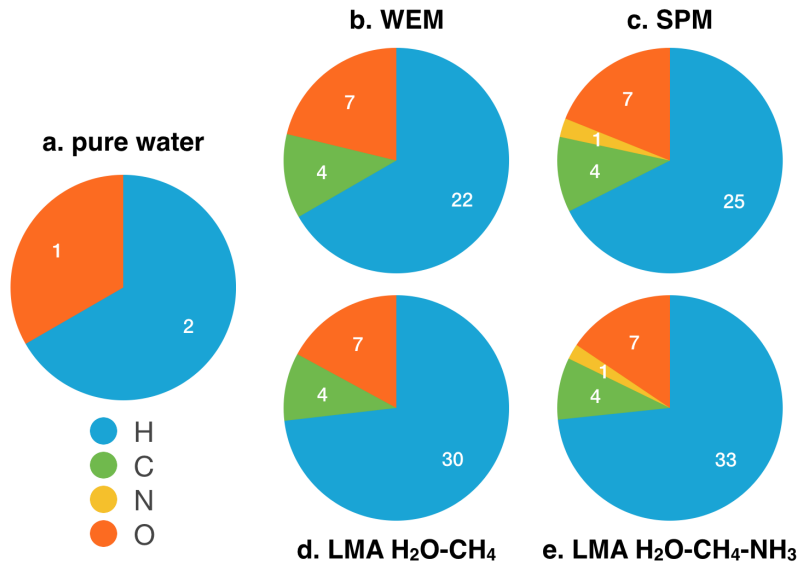 a. pure water
1
2
H
C
N
O
b. WEM
7
4
22
c. SPM
7
1
4
25
7
4
30
d. LMA H₂O-CH₄
7
1
4
33
e. LMA H₂O-CH₄-NH₃